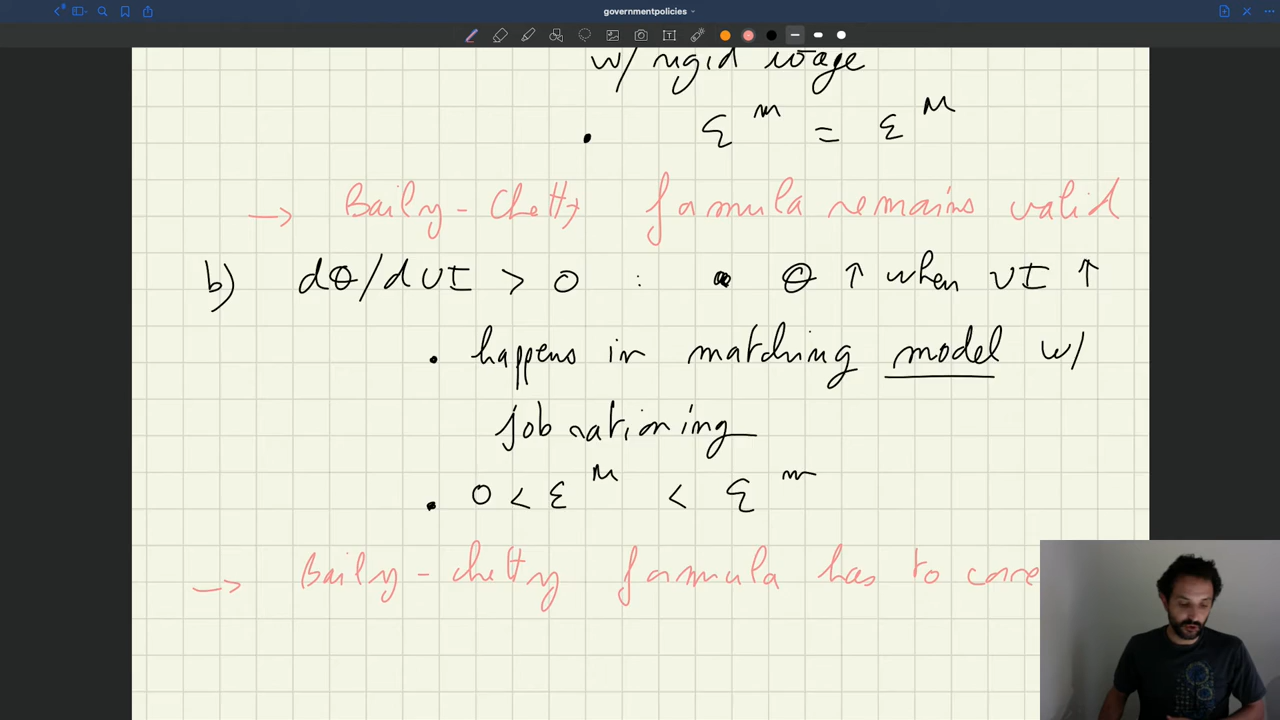 governmentpolicies
w/ rigid wage
• ε^m = ε^M
→ Baily-Chetty formula remains valid
b) dθ/dUI > 0 : • θ ↑ when UI ↑
• happens in matching model w/
job rationing
• 0 < ε^M < ε^m
→ Baily-Chetty formula has to